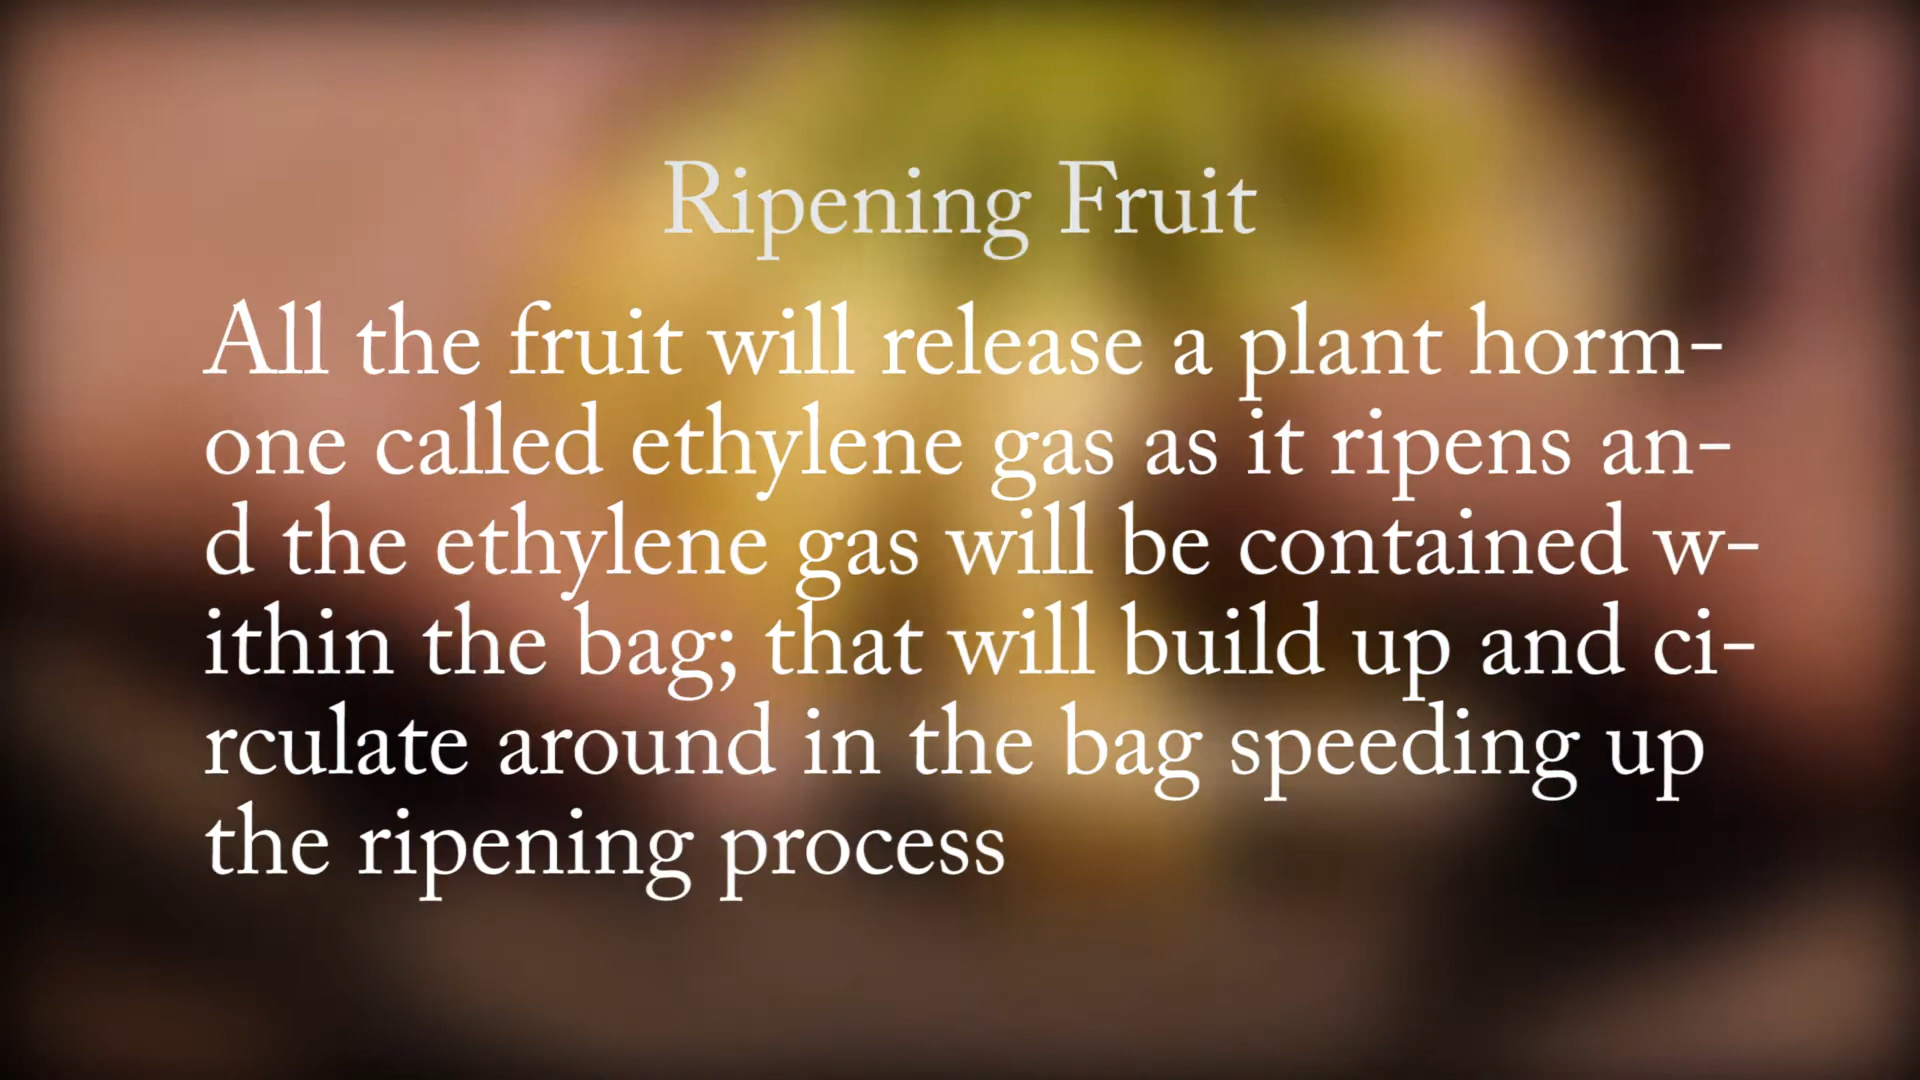 Ripening Fruit
All the fruit will release a plant horm-
one called ethylene gas as it ripens an-
d the ethylene gas will be contained w-
ithin the bag; that will build up and ci-
rculate around in the bag speeding up
the ripening process